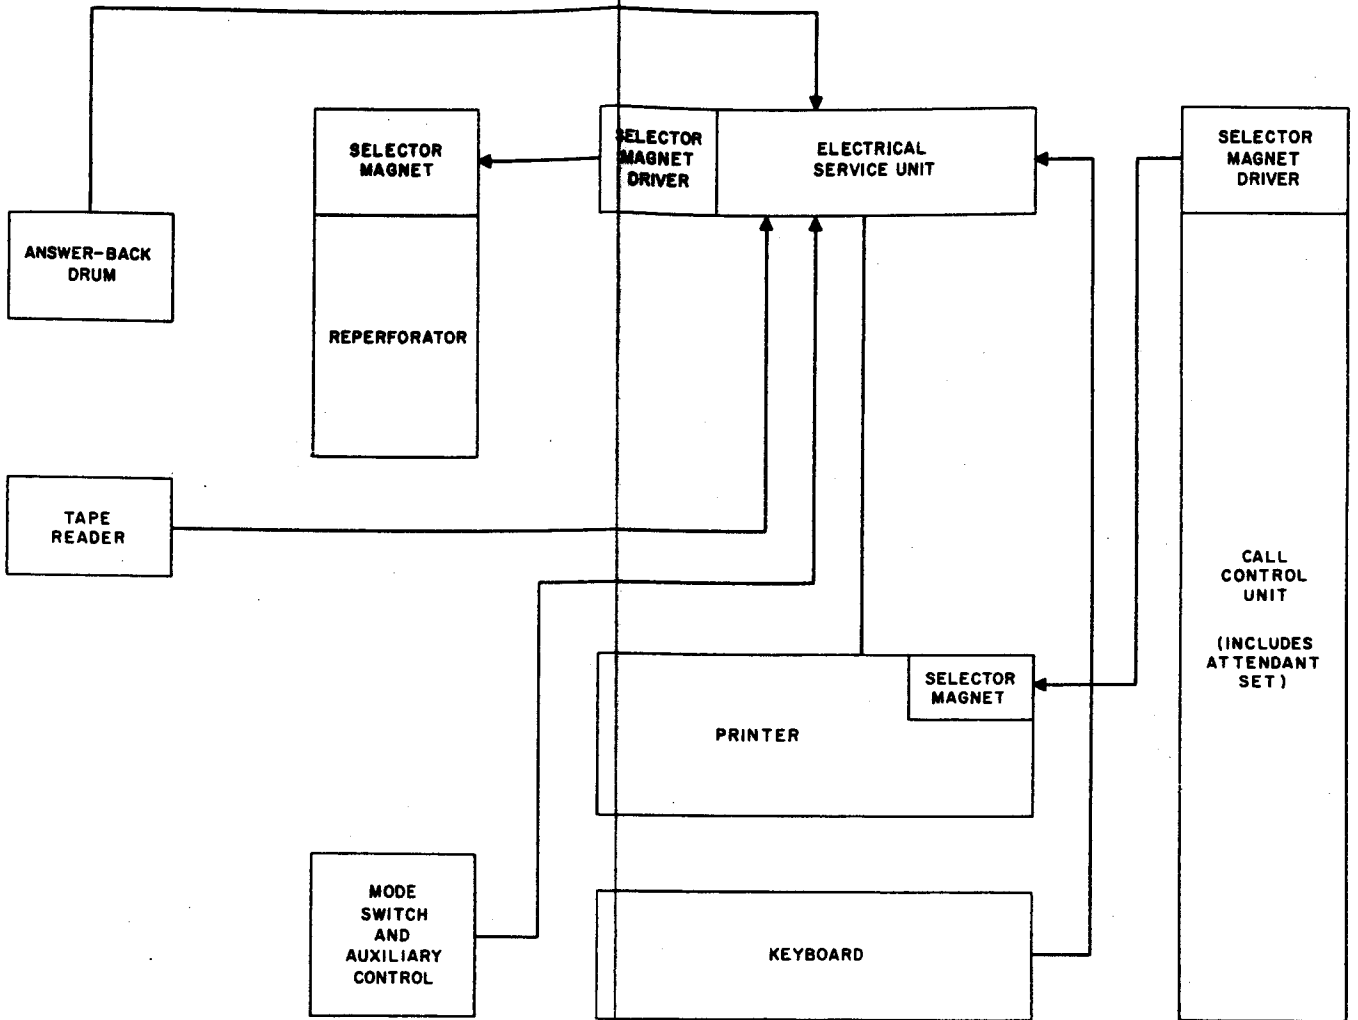 SELECTOR
MAGNET
SELECTOR
MAGNET
DRIVER
ELECTRICAL
SERVICE UNIT
SELECTOR
MAGNET
DRIVER
ANSWER-BACK
DRUM
REPERFORATOR
TAPE
READER
CALL
CONTROL
UNIT
(INCLUDES
ATTENDANT
SET)
SELECTOR
MAGNET
PRINTER
MODE
SWITCH
AND
AUXILIARY
CONTROL
KEYBOARD